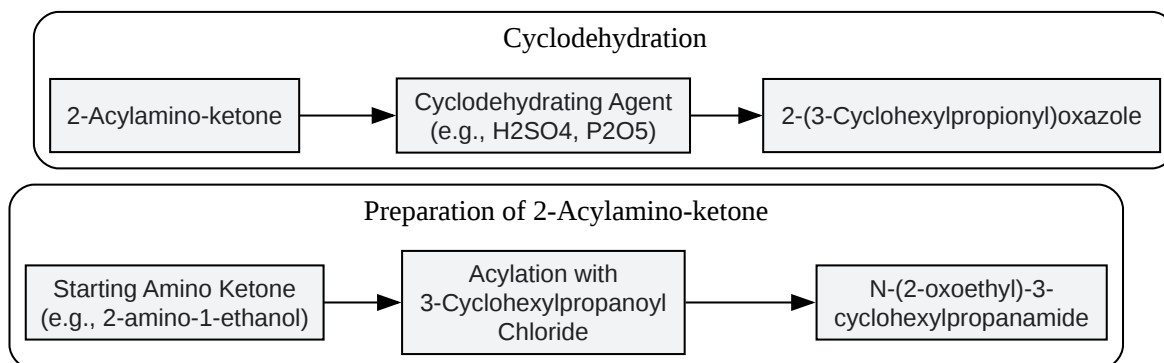 Cyclodehydration
2-Acylamino-ketone
Cyclodehydrating Agent
(e.g., H2SO4, P2O5)
2-(3-Cyclohexylpropionyl)oxazole
Preparation of 2-Acylamino-ketone
Starting Amino Ketone
(e.g., 2-amino-1-ethanol)
Acylation with
3-Cyclohexylpropanoyl
Chloride
N-(2-oxoethyl)-3-
cyclohexylpropanamide